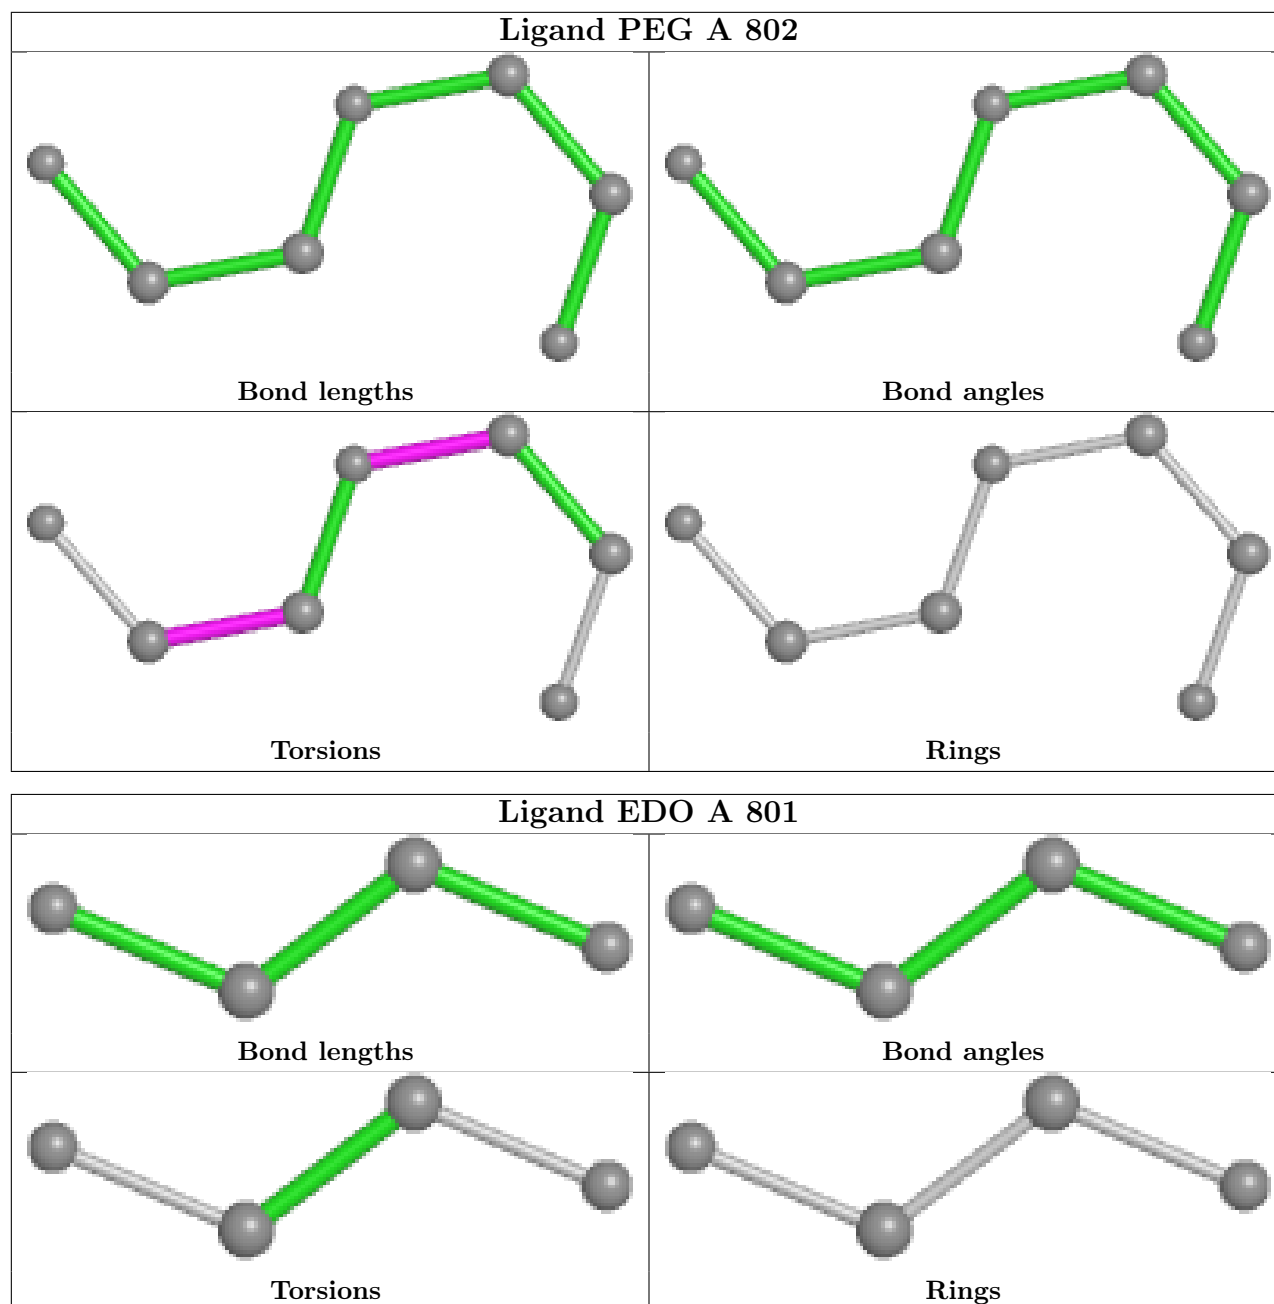 Ligand PEG A 802
Bond lengths Bond angles
Torsions Rings
Ligand EDO A 801
Bond lengths Bond angles
Torsions Rings